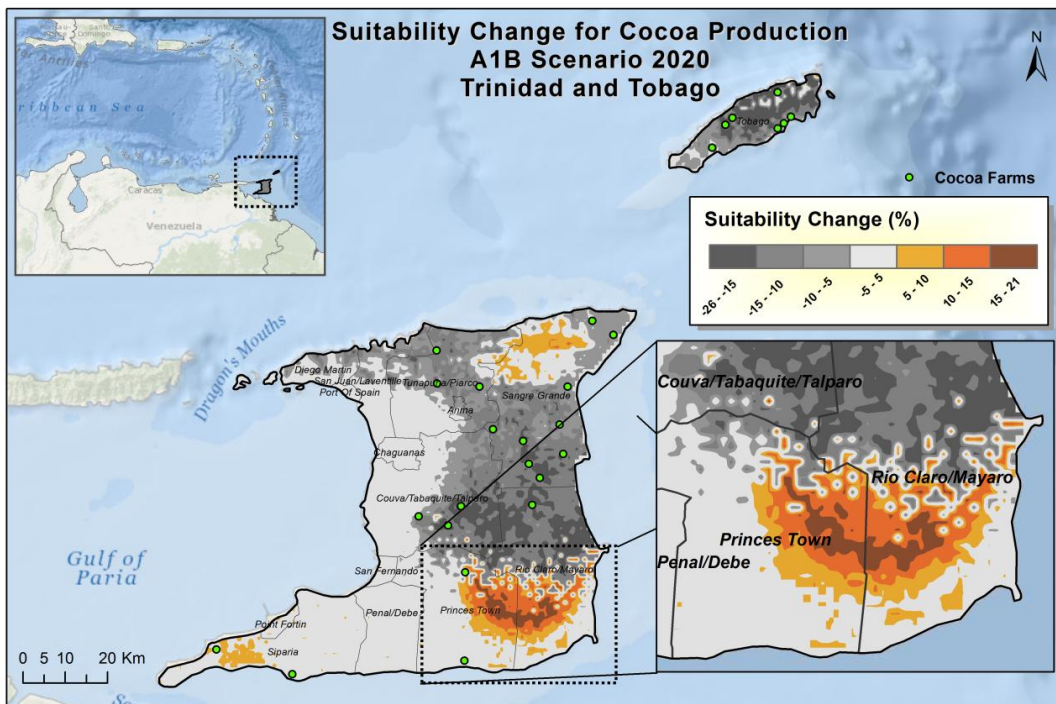 Suitability Change for Cocoa Production
A1B Scenario 2020
Trinidad and Tobago
N
Caribbean Sea
Antilles
Santo
Domingo
Caracas
Venezuela
Tobago
Cocoa Farms
Suitability Change (%)
-26 - -15
-15 - -10
-10 - -5
-5 - 5
5 - 10
10 - 15
15 - 21
Dragon's Mouths
Diego Martin
San Juan/Laventille
Tunapuna/Piarco
Port Of Spain
Sangre Grande
Arima
Chaguanas
Couva/Tabaquite/Talparo
San Fernando
Rio Claro/Mayaro
Penal/Debe
Princes Town
Point Fortin
Siparia
Gulf of
Paria
0 5 10 20 Km
Couva/Tabaquite/Talparo
Rio Claro/Mayaro
Princes Town
Penal/Debe